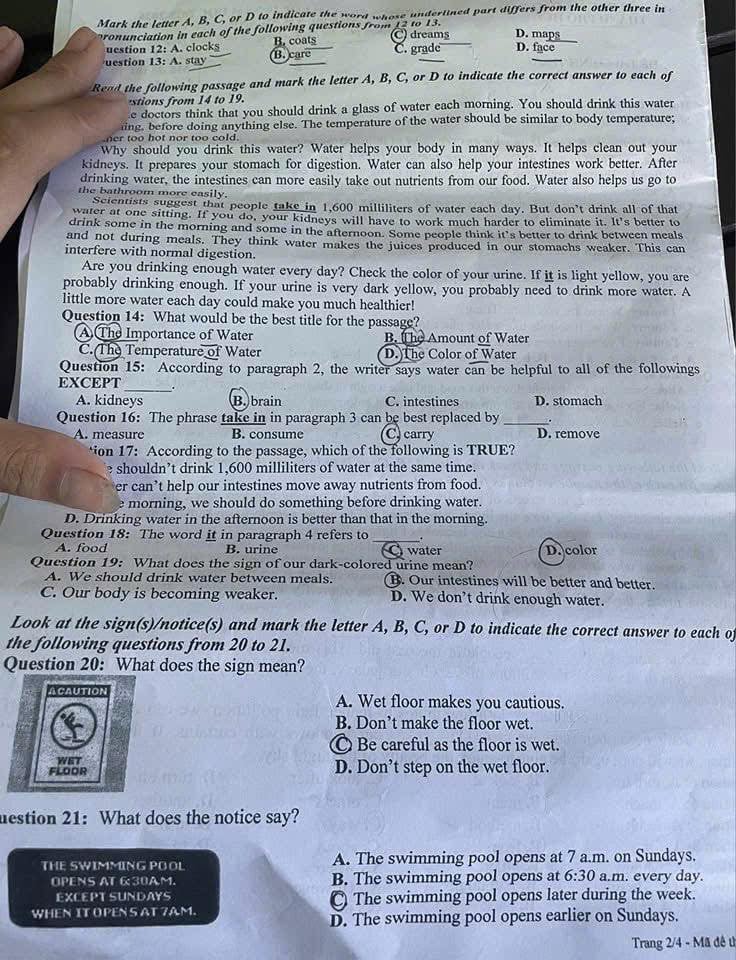 Mark the letter A, B, C, or D to indicate the word whose underlined part differs from the other three in
pronunciation in each of the following questions from 12 to 13.
uestion 12: A. clocks B. coats C. dreams D. maps
uestion 13: A. stay B. care C. grade D. face
Read the following passage and mark the letter A, B, C, or D to indicate the correct answer to each of
stions from 14 to 19.
e doctors think that you should drink a glass of water each morning. You should drink this water
ing, before doing anything else. The temperature of the water should be similar to body temperature;
her too hot nor too cold.
Why should you drink this water? Water helps your body in many ways. It helps clean out your
kidneys. It prepares your stomach for digestion. Water can also help your intestines work better. After
drinking water, the intestines can more easily take out nutrients from our food. Water also helps us go to
the bathroom more easily.
Scientists suggest that people take in 1,600 milliliters of water each day. But don't drink all of that
water at one sitting. If you do, your kidneys will have to work much harder to eliminate it. It's better to
drink some in the morning and some in the afternoon. Some people think it's better to drink between meals
and not during meals. They think water makes the juices produced in our stomachs weaker. This can
interfere with normal digestion.
Are you drinking enough water every day? Check the color of your urine. If it is light yellow, you are
probably drinking enough. If your urine is very dark yellow, you probably need to drink more water. A
little more water each day could make you much healthier!
Question 14: What would be the best title for the passage?
A. The Importance of Water B. The Amount of Water
C. The Temperature of Water D. The Color of Water
Question 15: According to paragraph 2, the writer says water can be helpful to all of the followings
EXCEPT ______.
A. kidneys B. brain C. intestines D. stomach
Question 16: The phrase take in in paragraph 3 can be best replaced by ______.
A. measure B. consume C. carry D. remove
tion 17: According to the passage, which of the following is TRUE?
e shouldn't drink 1,600 milliliters of water at the same time.
er can't help our intestines move away nutrients from food.
e morning, we should do something before drinking water.
D. Drinking water in the afternoon is better than that in the morning.
Question 18: The word it in paragraph 4 refers to ______.
A. food B. urine C. water D. color
Question 19: What does the sign of our dark-colored urine mean?
A. We should drink water between meals. B. Our intestines will be better and better.
C. Our body is becoming weaker. D. We don't drink enough water.
Look at the sign(s)/notice(s) and mark the letter A, B, C, or D to indicate the correct answer to each of
the following questions from 20 to 21.
Question 20: What does the sign mean?
CAUTION
WET
FLOOR
A. Wet floor makes you cautious.
B. Don't make the floor wet.
C. Be careful as the floor is wet.
D. Don't step on the wet floor.
uestion 21: What does the notice say?
THE SWIMMING POOL
OPENS AT 6:30A.M.
EXCEPT SUNDAYS
WHEN IT OPENS AT 7A.M.
A. The swimming pool opens at 7 a.m. on Sundays.
B. The swimming pool opens at 6:30 a.m. every day.
C. The swimming pool opens later during the week.
D. The swimming pool opens earlier on Sundays.
Trang 2/4 - Mã đề th